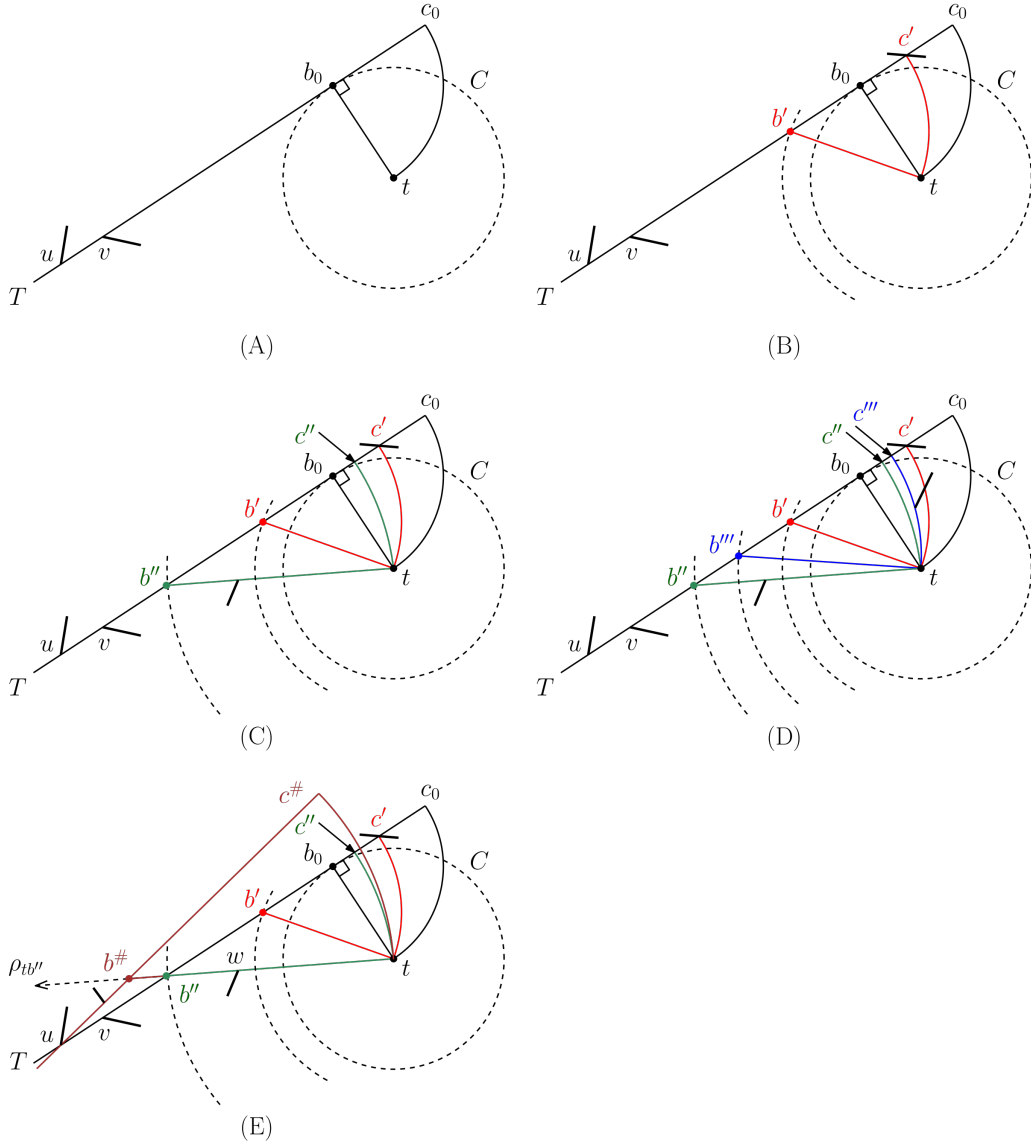 c₀
b₀
C
t
u
v
T
(A)
c₀
c′
b₀
C
b′
t
u
v
T
(B)
c₀
c″
c′
b₀
C
b′
b″
t
u
v
T
(C)
c‴
c₀
c″
c′
b₀
C
b′
b‴
b″
t
u
v
T
(D)
c#
c₀
c″
c′
b₀
C
b′
w
ρtb″
b#
b″
t
u
v
T
(E)